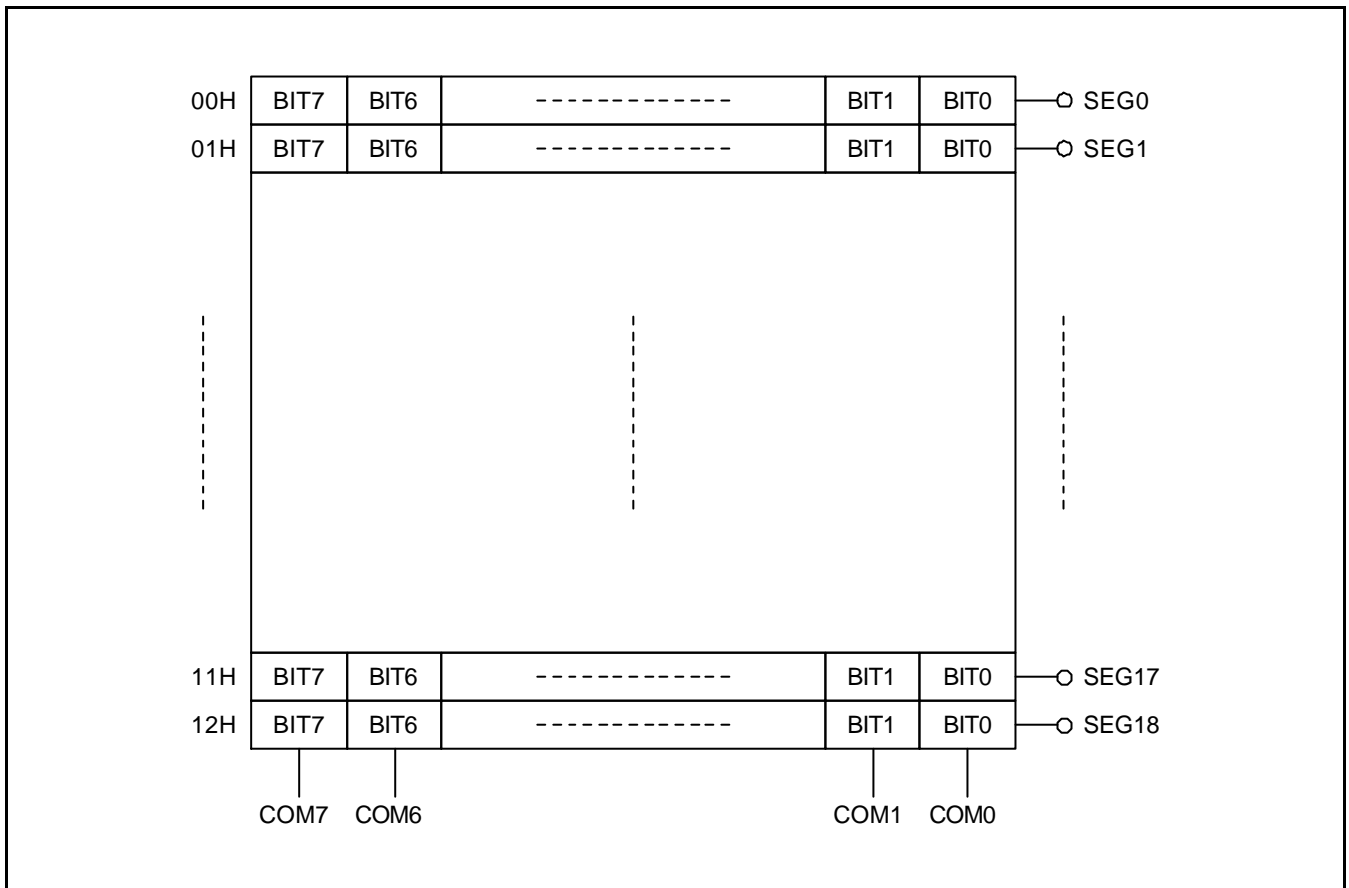 00H BIT7 BIT6 BIT1 BIT0 SEG0
01H BIT7 BIT6 BIT1 BIT0 SEG1
11H BIT7 BIT6 BIT1 BIT0 SEG17
12H BIT7 BIT6 BIT1 BIT0 SEG18
COM7 COM6 COM1 COM0